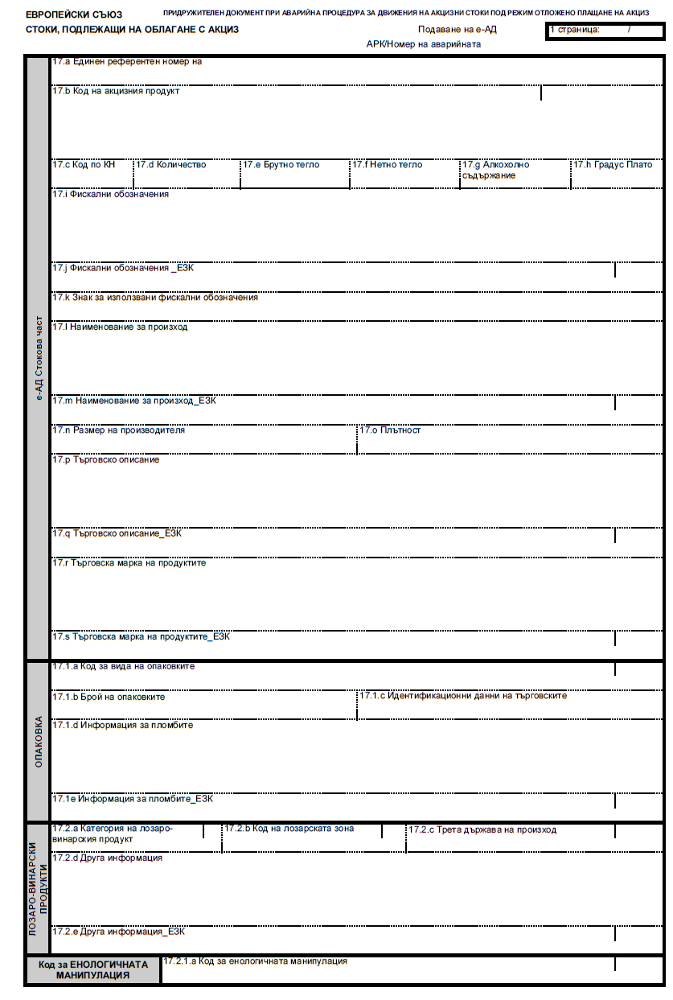 ЕВРОПЕЙСКИ СЪЮЗ
ПРИДРУЖИТЕЛЕН ДОКУМЕНТ ПРИ АВАРИЙНА ПРОЦЕДУРА ЗА ДВИЖЕНИЯ НА АКЦИЗНИ СТОКИ ПОД РЕЖИМ ОТЛОЖЕНО ПЛАЩАНЕ НА АКЦИЗ
СТОКИ, ПОДЛЕЖАЩИ НА ОБЛАГАНЕ С АКЦИЗ
Подаване на е-АД
1 страница: /
АРК/Номер на аварийната
е-АД Стокова част
17.a Единен референтен номер на
17.b Код на акцизния продукт
17.c Код по КН
17.d Количество
17.e Брутно тегло
17.f Нетно тегло
17.g Алкохолно
съдържание
17.h Градус Плато
17.i Фискални обозначения
17.j Фискални обозначения _ЕЗК
17.k Знак за използвани фискални обозначения
17.l Наименование за произход
17.m Наименование за произход_ЕЗК
17.n Размер на производителя
17.o Плътност
17.p Търговско описание
17.q Търговско описание_ЕЗК
17.r Търговска марка на продуктите
17.s Търговска марка на продуктите_ЕЗК
ОПАКОВКА
17.1.a Код за вида на опаковките
17.1.b Брой на опаковките
17.1.c Идентификационни данни на търговските
17.1.d Информация за пломбите
17.1e Информация за пломбите_ЕЗК
ЛОЗАРО-ВИНАРСКИ
ПРОДУКТИ
17.2.a Категория на лозаро-
винарския продукт
17.2.b Код на лозарската зона
17.2.c Трета държава на произход
17.2.d Друга информация
17.2.e Друга информация_ЕЗК
Код за ЕНОЛОГИЧНАТА
МАНИПУЛАЦИЯ
17.2.1.a Код за енологичната манипулация